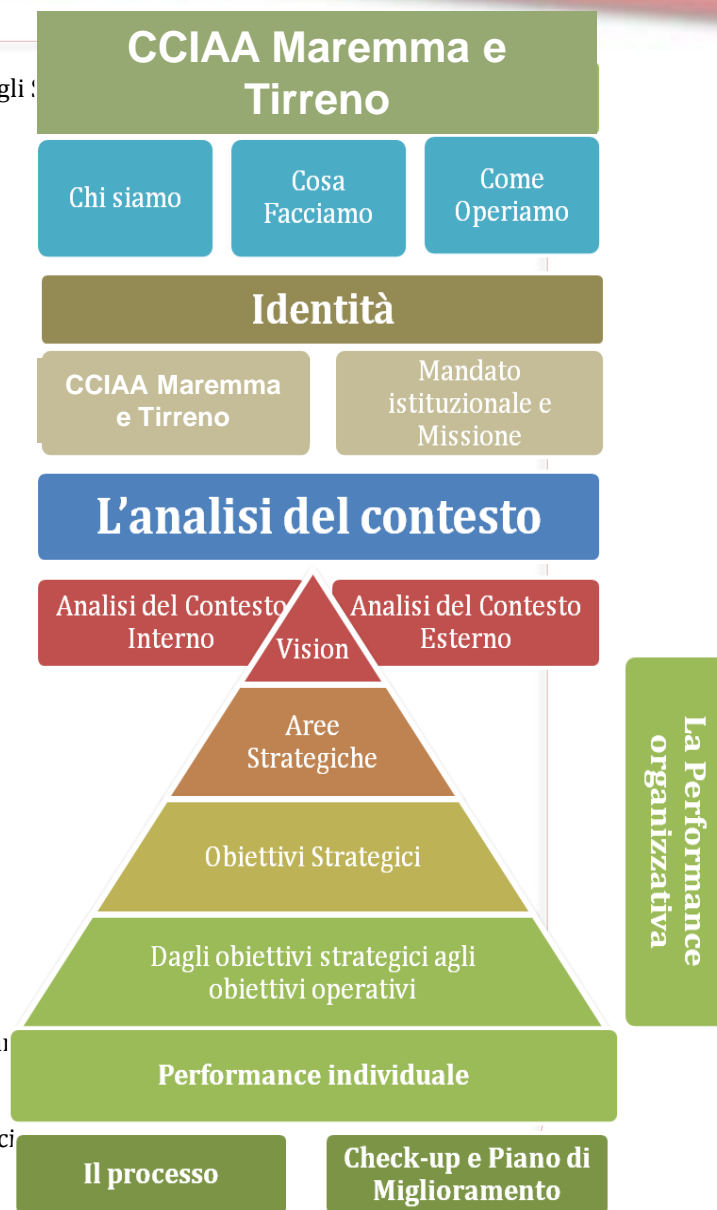 CCIAA Maremma e
Tirreno
Chi siamo
Cosa
Facciamo
Come
Operiamo
Identità
CCIAA Maremma
e Tirreno
Mandato
istituzionale e
Missione
L’analisi del contesto
Analisi del Contesto
Interno
Analisi del Contesto
Esterno
Vision
Aree
Strategiche
Obiettivi Strategici
Dagli obiettivi strategici agli
obiettivi operativi
La Performance
organizzativa
Performance individuale
Il processo
Check-up e Piano di
Miglioramento